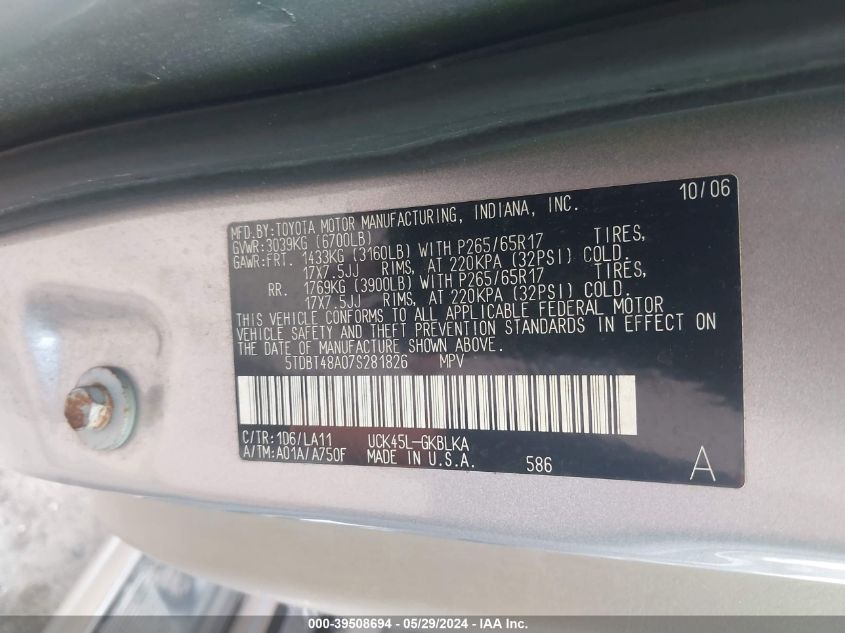 10/06
MFD.BY:TOYOTA MOTOR MANUFACTURING, INDIANA, INC.
GVWR:3039KG (6700LB)
GAWR:FRT. 1433KG (3160LB) WITH P265/65R17 TIRES,
17X7.5JJ RIMS, AT 220KPA (32PSI) COLD.
RR. 1769KG (3900LB) WITH P265/65R17 TIRES,
17X7.5JJ RIMS, AT 220KPA (32PSI) COLD.
THIS VEHICLE CONFORMS TO ALL APPLICABLE FEDERAL MOTOR
VEHICLE SAFETY AND THEFT PREVENTION STANDARDS IN EFFECT ON
THE DATE OF MANUFACTURE SHOWN ABOVE.
5TDBT48A07S281826 MPV
C/TR:1D6/LA11 UCK45L-GKBLKA
A/TM:A01A/A750F MADE IN U.S.A. 586 A
000-39508694 - 05/29/2024 - IAA Inc.